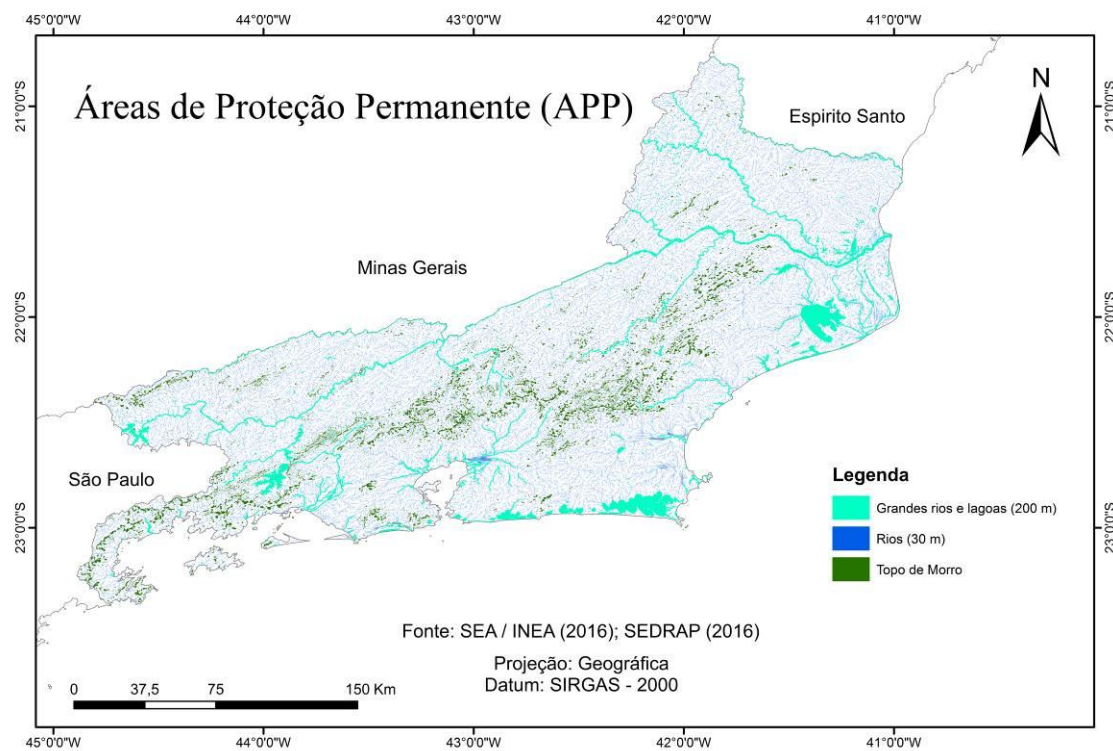 45°0'0"W
44°0'0"W
43°0'0"W
42°0'0"W
41°0'0"W
Áreas de Proteção Permanente (APP)
N
21°0'0"S
21°0'0"S
Espirito Santo
Minas Gerais
22°0'0"S
22°0'0"S
São Paulo
Legenda
Grandes rios e lagoas (200 m)
Rios (30 m)
Topo de Morro
23°0'0"S
23°0'0"S
Fonte: SEA / INEA (2016); SEDRAP (2016)
Projeção: Geográfica
Datum: SIRGAS - 2000
0 37,5 75 150 Km
45°0'0"W
44°0'0"W
43°0'0"W
42°0'0"W
41°0'0"W